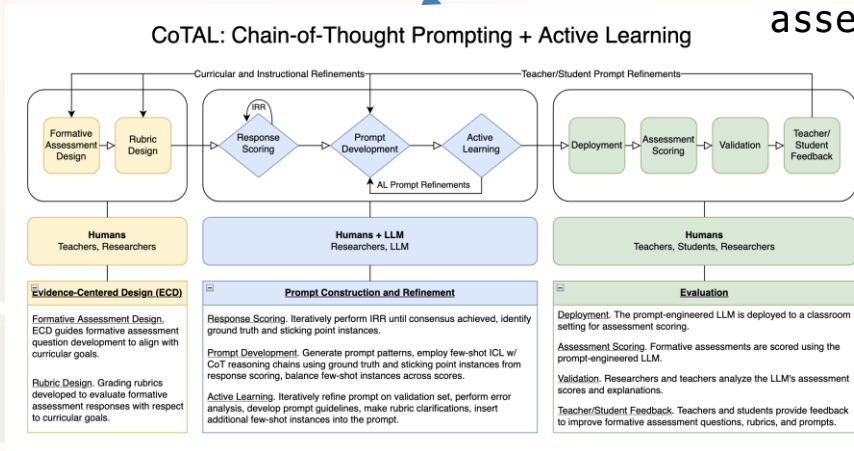 asse
CoTAL: Chain-of-Thought Prompting + Active Learning
Curricular and Instructional Refinements
Teacher/Student Prompt Refinements
Formative
Assessment
Design
Rubric
Design
IRR
Response
Scoring
Prompt
Development
Active
Learning
AL Prompt Refinements
Deployment
Assessment
Scoring
Validation
Teacher/
Student
Feedback
Humans
Teachers, Researchers
Humans + LLM
Researchers, LLM
Humans
Teachers, Students, Researchers
Evidence-Centered Design (ECD)
Formative Assessment Design.
ECD guides formative assessment
question development to align with
curricular goals.
Rubric Design. Grading rubrics
developed to evaluate formative
assessment responses with respect
to curricular goals.
Prompt Construction and Refinement
Response Scoring. Iteratively perform IRR until consensus achieved, identify
ground truth and sticking point instances.
Prompt Development. Generate prompt patterns, employ few-shot ICL w/
CoT reasoning chains using ground truth and sticking point instances from
response scoring, balance few-shot instances across scores.
Active Learning. Iteratively refine prompt on validation set, perform error
analysis, develop prompt guidelines, make rubric clarifications, insert
additional few-shot instances into the prompt.
Evaluation
Deployment. The prompt-engineered LLM is deployed to a classroom
setting for assessment scoring.
Assessment Scoring. Formative assessments are scored using the
prompt-engineered LLM.
Validation. Researchers and teachers analyze the LLM's assessment
scores and explanations.
Teacher/Student Feedback. Teachers and students provide feedback
to improve formative assessment questions, rubrics, and prompts.